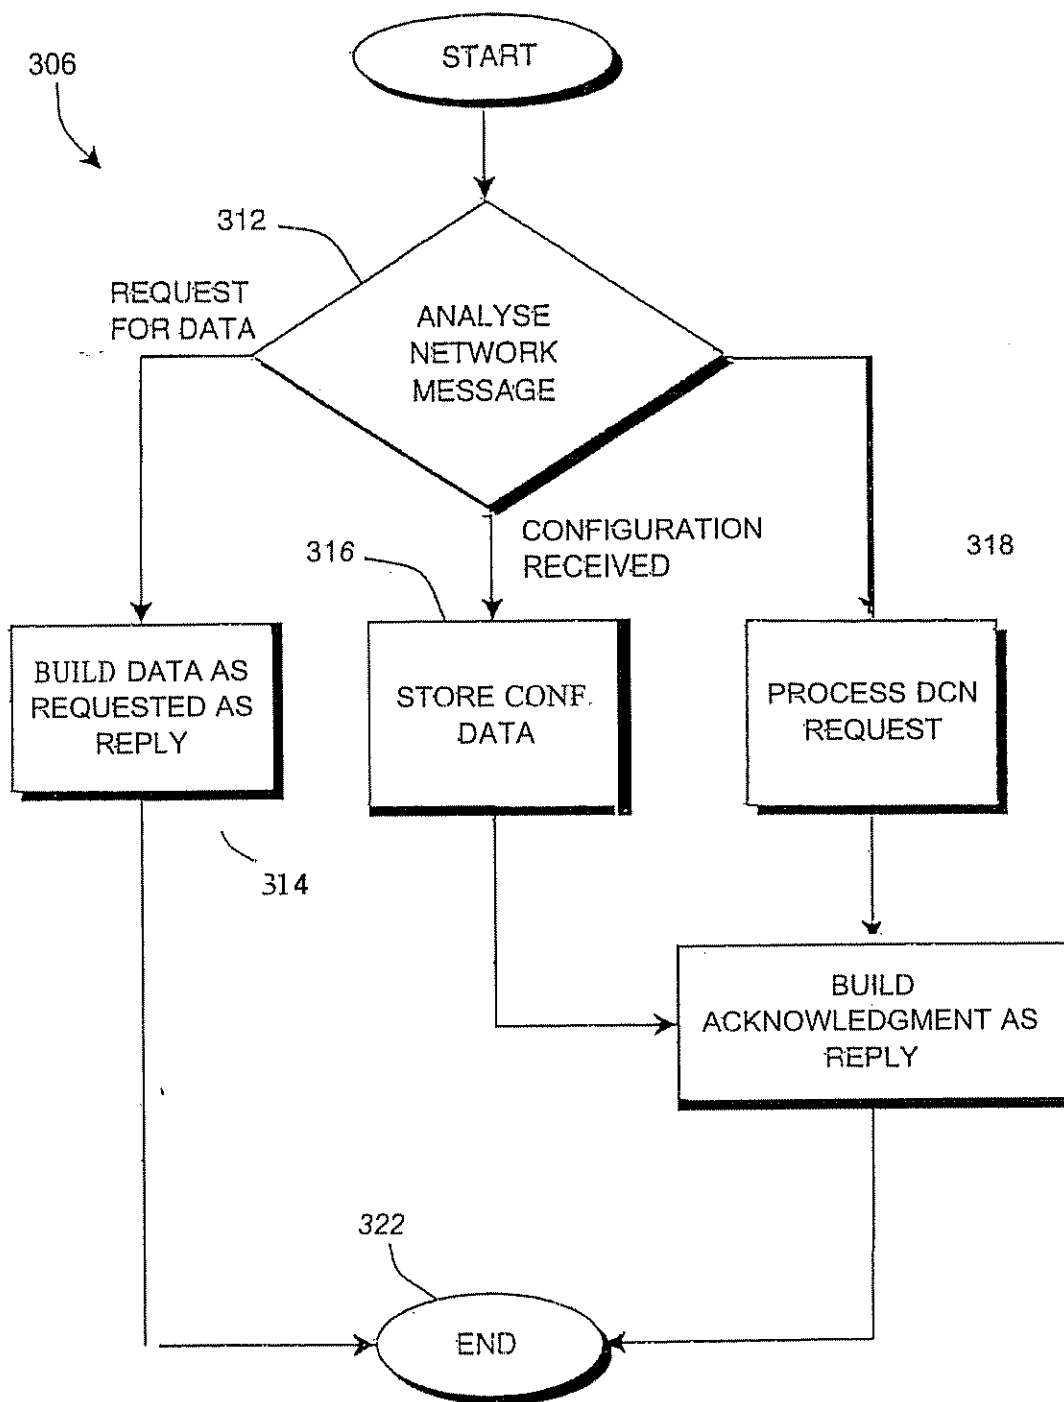 START
306
312
REQUEST
FOR DATA
ANALYSE
NETWORK
MESSAGE
CONFIGURATION
RECEIVED
316
318
BUILD DATA AS
REQUESTED AS
REPLY
STORE CONF.
DATA
PROCESS DCN
REQUEST
314
BUILD
ACKNOWLEDGMENT AS
REPLY
322
END